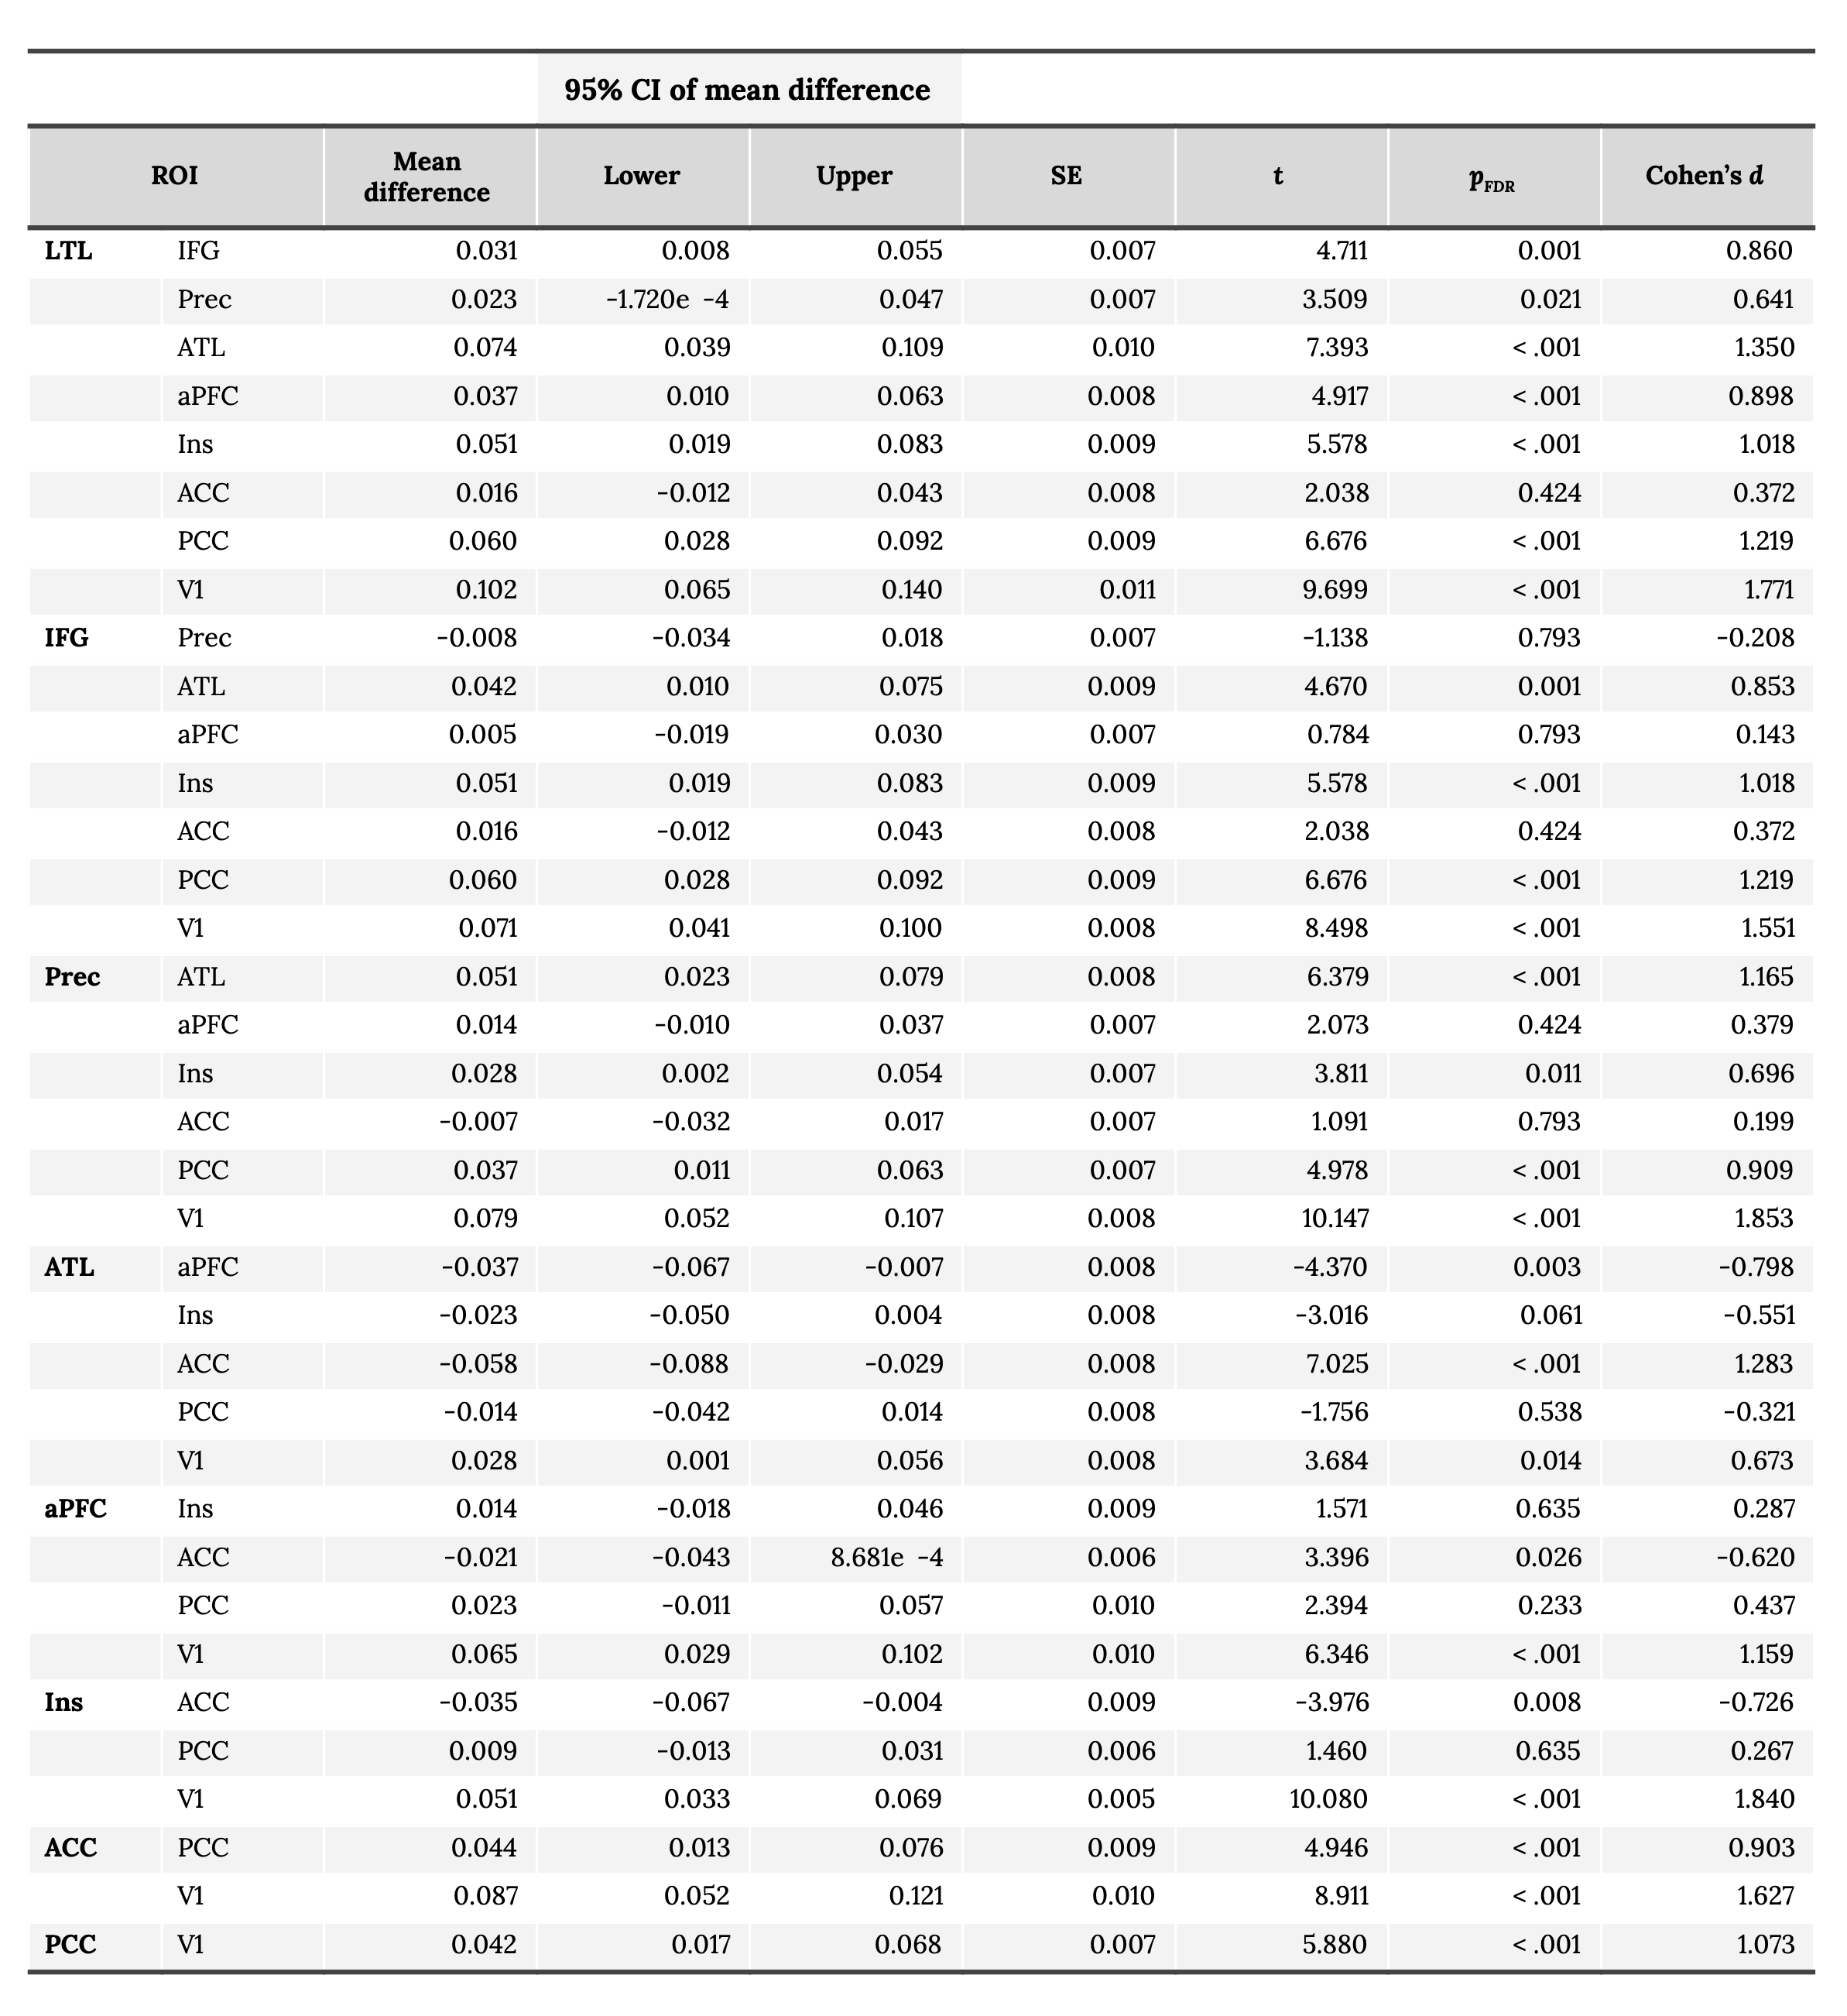 95% CI of mean difference
ROI Mean difference Lower Upper SE t pFDR Cohen's d
LTL IFG 0.031 0.008 0.055 0.007 4.711 0.001 0.860
Prec 0.023 -1.720e -4 0.047 0.007 3.509 0.021 0.641
ATL 0.074 0.039 0.109 0.010 7.393 < .001 1.350
aPFC 0.037 0.010 0.063 0.008 4.917 < .001 0.898
Ins 0.051 0.019 0.083 0.009 5.578 < .001 1.018
ACC 0.016 -0.012 0.043 0.008 2.038 0.424 0.372
PCC 0.060 0.028 0.092 0.009 6.676 < .001 1.219
V1 0.102 0.065 0.140 0.011 9.699 < .001 1.771
IFG Prec -0.008 -0.034 0.018 0.007 -1.138 0.793 -0.208
ATL 0.042 0.010 0.075 0.009 4.670 0.001 0.853
aPFC 0.005 -0.019 0.030 0.007 0.784 0.793 0.143
Ins 0.051 0.019 0.083 0.009 5.578 < .001 1.018
ACC 0.016 -0.012 0.043 0.008 2.038 0.424 0.372
PCC 0.060 0.028 0.092 0.009 6.676 < .001 1.219
V1 0.071 0.041 0.100 0.008 8.498 < .001 1.551
Prec ATL 0.051 0.023 0.079 0.008 6.379 < .001 1.165
aPFC 0.014 -0.010 0.037 0.007 2.073 0.424 0.379
Ins 0.028 0.002 0.054 0.007 3.811 0.011 0.696
ACC -0.007 -0.032 0.017 0.007 1.091 0.793 0.199
PCC 0.037 0.011 0.063 0.007 4.978 < .001 0.909
V1 0.079 0.052 0.107 0.008 10.147 < .001 1.853
ATL aPFC -0.037 -0.067 -0.007 0.008 -4.370 0.003 -0.798
Ins -0.023 -0.050 0.004 0.008 -3.016 0.061 -0.551
ACC -0.058 -0.088 -0.029 0.008 7.025 < .001 1.283
PCC -0.014 -0.042 0.014 0.008 -1.756 0.538 -0.321
V1 0.028 0.001 0.056 0.008 3.684 0.014 0.673
aPFC Ins 0.014 -0.018 0.046 0.009 1.571 0.635 0.287
ACC -0.021 -0.043 8.681e -4 0.006 3.396 0.026 -0.620
PCC 0.023 -0.011 0.057 0.010 2.394 0.233 0.437
V1 0.065 0.029 0.102 0.010 6.346 < .001 1.159
Ins ACC -0.035 -0.067 -0.004 0.009 -3.976 0.008 -0.726
PCC 0.009 -0.013 0.031 0.006 1.460 0.635 0.267
V1 0.051 0.033 0.069 0.005 10.080 < .001 1.840
ACC PCC 0.044 0.013 0.076 0.009 4.946 < .001 0.903
V1 0.087 0.052 0.121 0.010 8.911 < .001 1.627
PCC V1 0.042 0.017 0.068 0.007 5.880 < .001 1.073